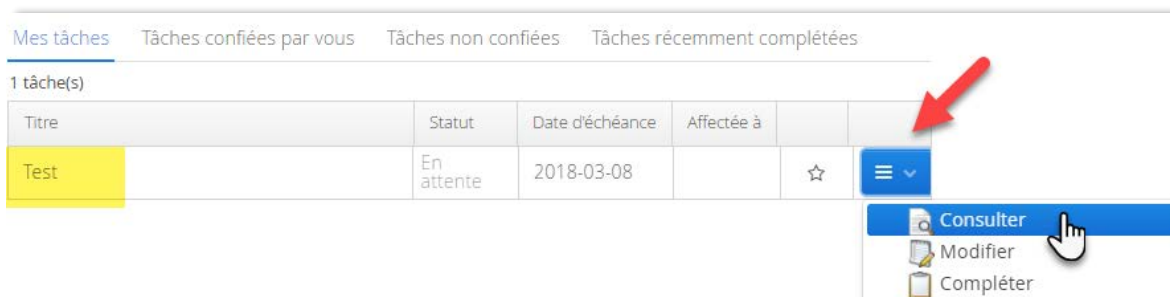 Mes tâches Tâches confiées par vous Tâches non confiées Tâches récemment complétées
1 tâche(s)
Titre Statut Date d'échéance Affectée à
Test En attente 2018-03-08
Consulter
Modifier
Compléter